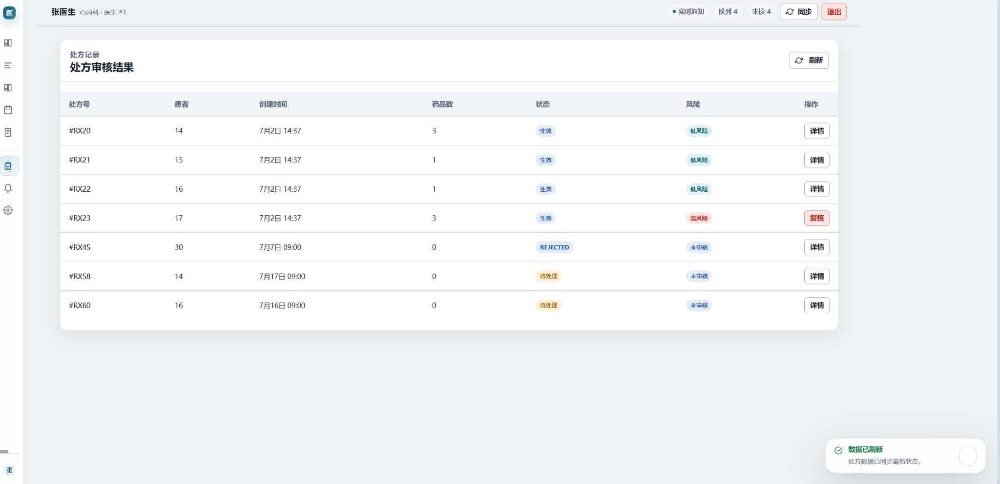 医
张医生 心内科 · 医生 #1
实时通知 队列 4 未读 4 同步 退出
处方记录
处方审核结果
刷新
处方号 患者 创建时间 药品数 状态 风险 操作
#RX20 14 7月2日 14:37 3 生效 低风险 详情
#RX21 15 7月2日 14:37 1 生效 低风险 详情
#RX22 16 7月2日 14:37 1 生效 低风险 详情
#RX23 17 7月2日 14:37 3 生效 高风险 复核
#RX45 30 7月7日 09:00 0 REJECTED 未审核 详情
#RX58 14 7月17日 09:00 0 待处理 未审核 详情
#RX60 16 7月16日 09:00 0 待处理 未审核 详情
数据已刷新
处方数据已同步最新状态。
张